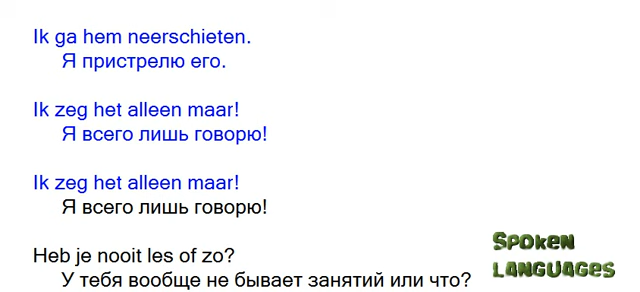 Ik ga hem neerschieten.
Я пристрелю его.
Ik zeg het alleen maar!
Я всего лишь говорю!
Ik zeg het alleen maar!
Я всего лишь говорю!
Heb je nooit les of zo?
У тебя вообще не бывает занятий или что?
Spoken
Languages